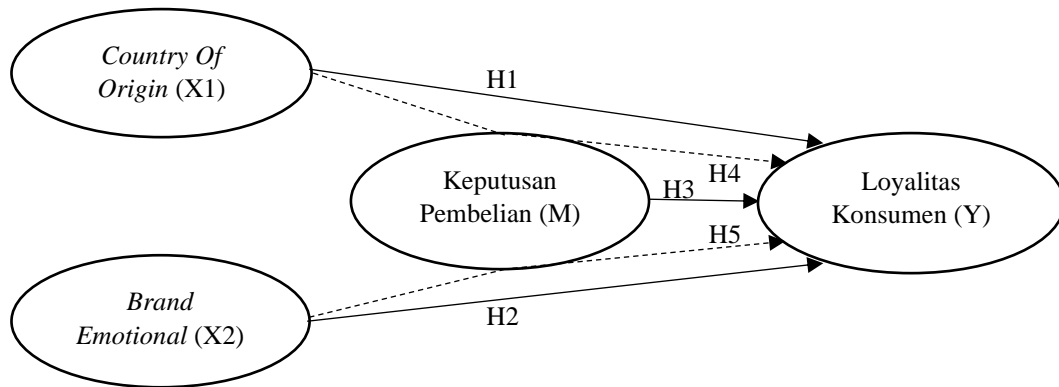 Country Of
Origin (X1)
H1
H4
Keputusan
Pembelian (M)
H3
Loyalitas
Konsumen (Y)
H5
Brand
Emotional (X2)
H2